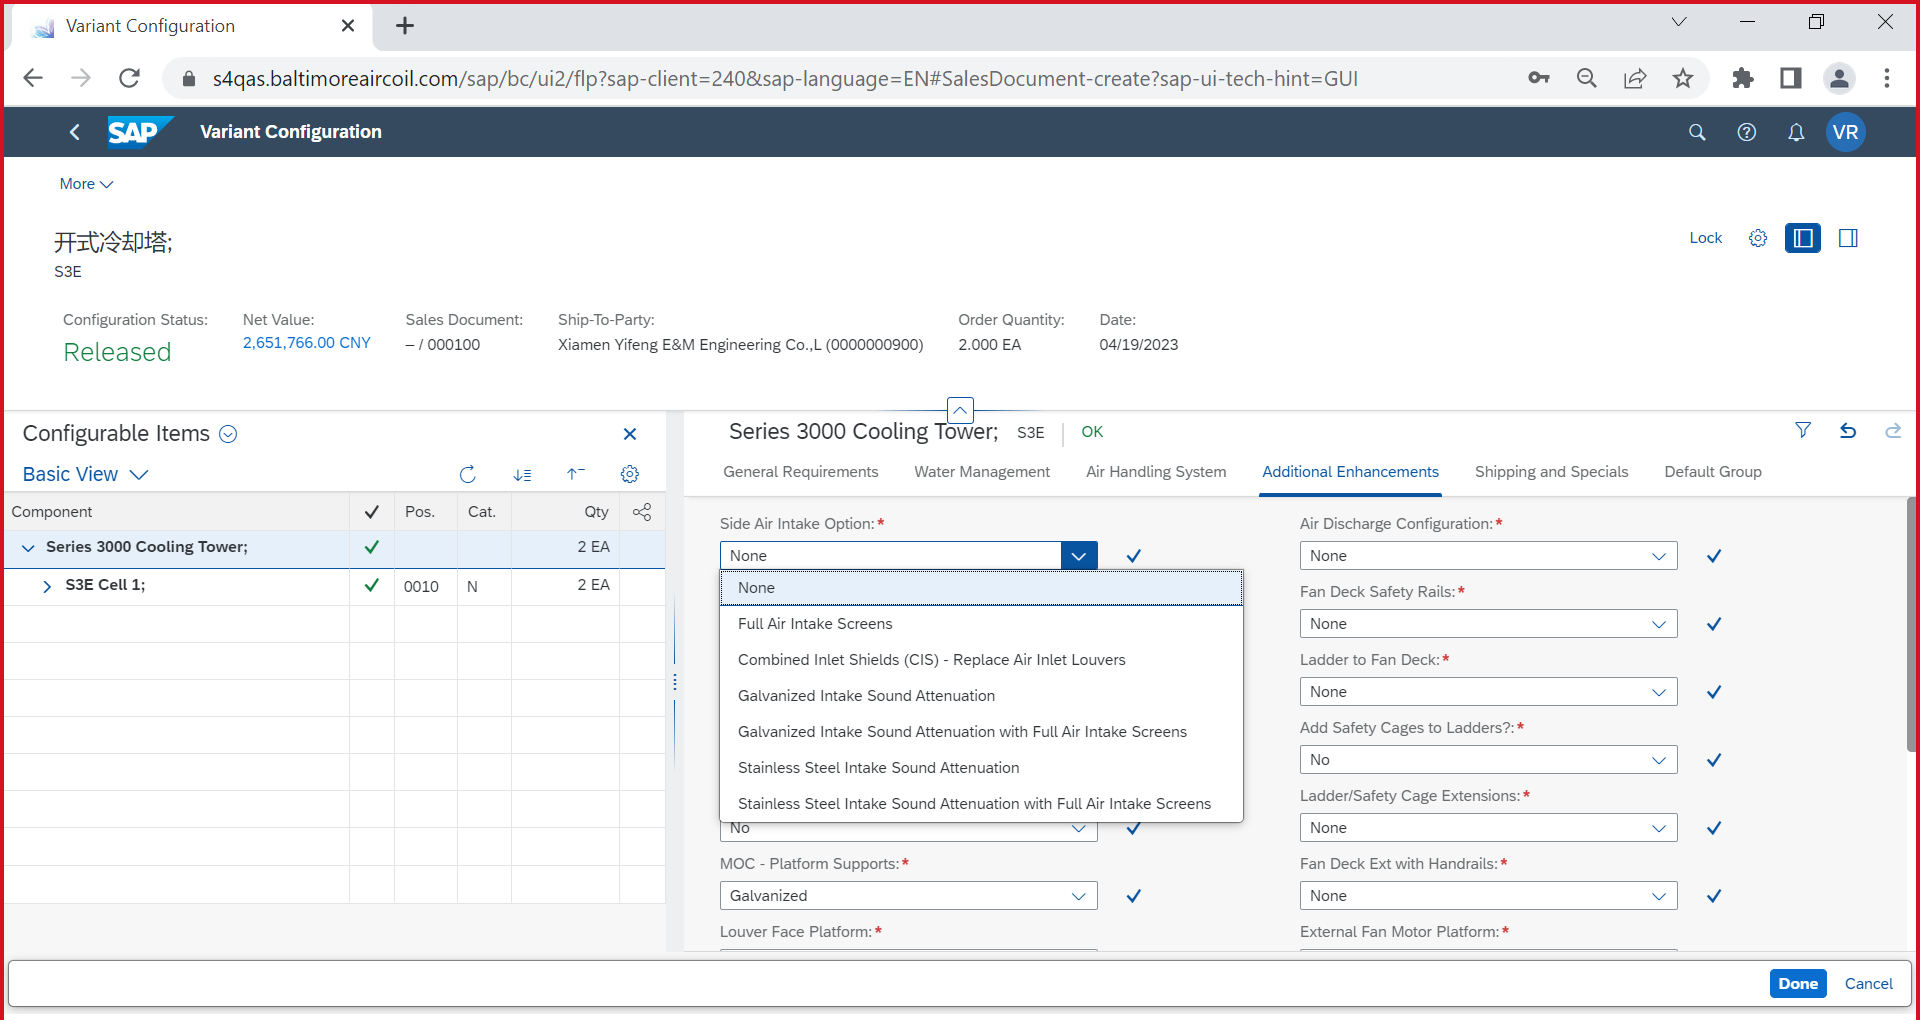 Variant Configuration
s4qas.baltimoreaircoil.com/sap/bc/ui2/flp?sap-client=240&sap-language=EN#SalesDocument-create?sap-ui-tech-hint=GUI
SAP
Variant Configuration
VR
More
开式冷却塔;
S3E
Lock
Configuration Status:
Released
Net Value:
2,651,766.00 CNY
Sales Document:
– / 000100
Ship-To-Party:
Xiamen Yifeng E&M Engineering Co.,L (0000000900)
Order Quantity:
2.000 EA
Date:
04/19/2023
Configurable Items
Basic View
Component Pos. Cat. Qty
Series 3000 Cooling Tower; 2 EA
S3E Cell 1; 0010 N 2 EA
Series 3000 Cooling Tower; S3E OK
General Requirements Water Management Air Handling System Additional Enhancements Shipping and Specials Default Group
Side Air Intake Option:*
None
None
Full Air Intake Screens
Combined Inlet Shields (CIS) - Replace Air Inlet Louvers
Galvanized Intake Sound Attenuation
Galvanized Intake Sound Attenuation with Full Air Intake Screens
Stainless Steel Intake Sound Attenuation
Stainless Steel Intake Sound Attenuation with Full Air Intake Screens
No
MOC - Platform Supports:*
Galvanized
Louver Face Platform:*
Air Discharge Configuration:*
None
Fan Deck Safety Rails:*
None
Ladder to Fan Deck:*
None
Add Safety Cages to Ladders?:*
No
Ladder/Safety Cage Extensions:*
None
Fan Deck Ext with Handrails:*
None
External Fan Motor Platform:*
Done Cancel